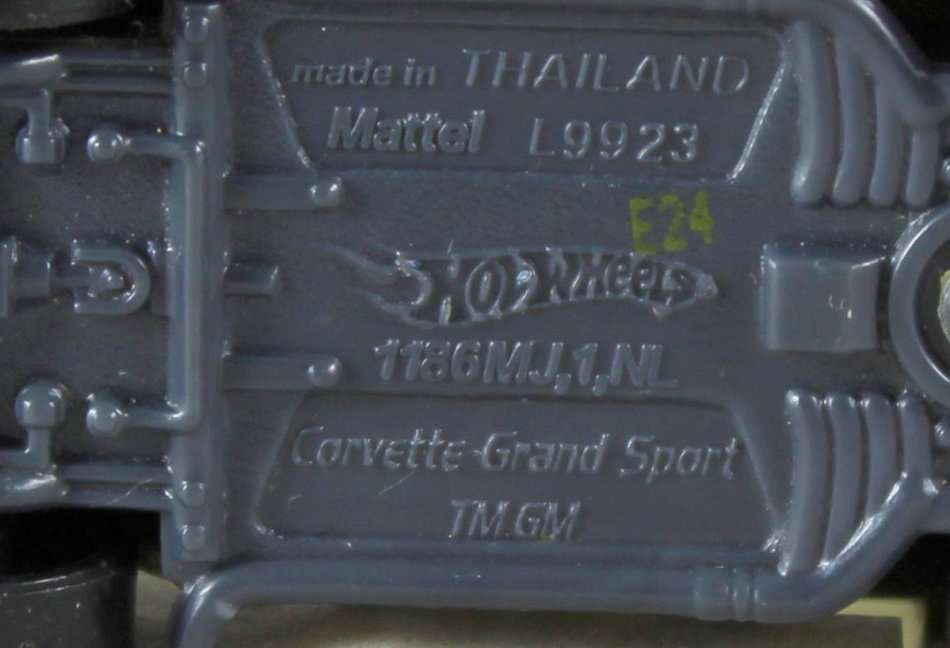 made in THAILAND
Mattel L9923
E24
HOT WHeeLS
1186MJ,1,NL
Corvette Grand Sport
TM.GM